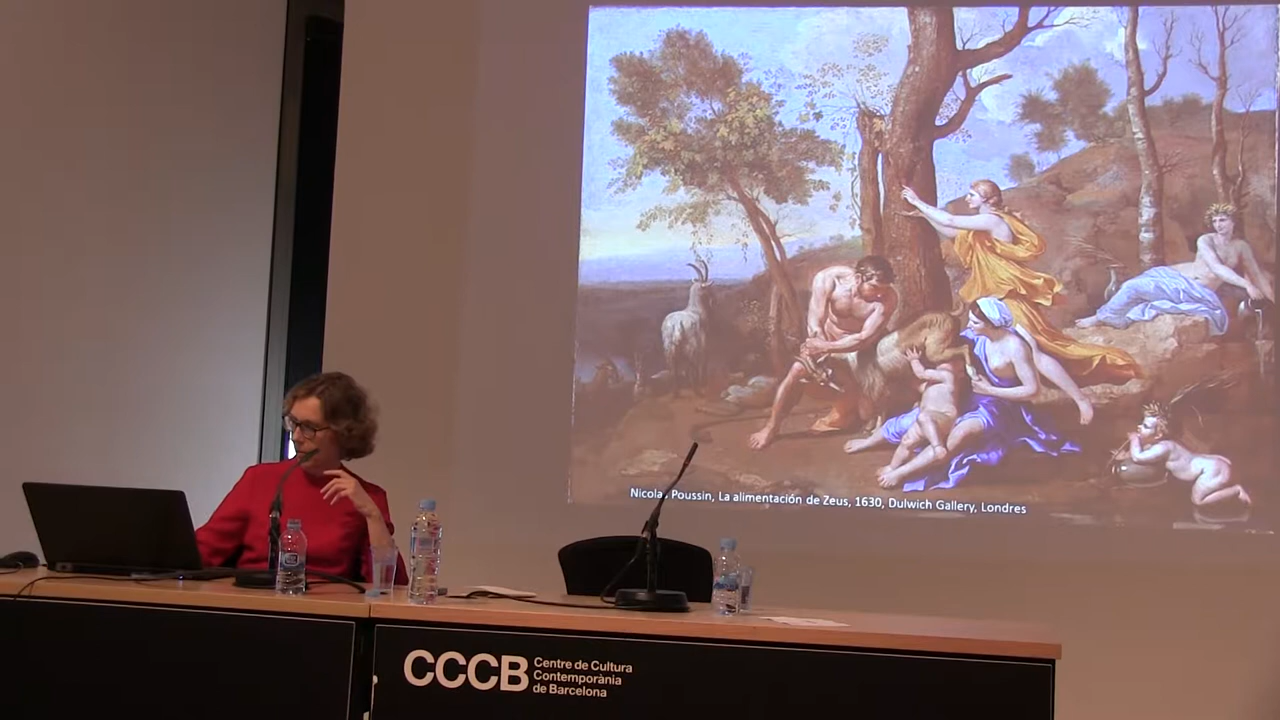 Nicolas Poussin, La alimentación de Zeus, 1630, Dulwich Gallery, Londres
CCCB
Centre de Cultura
Contemporània
de Barcelona